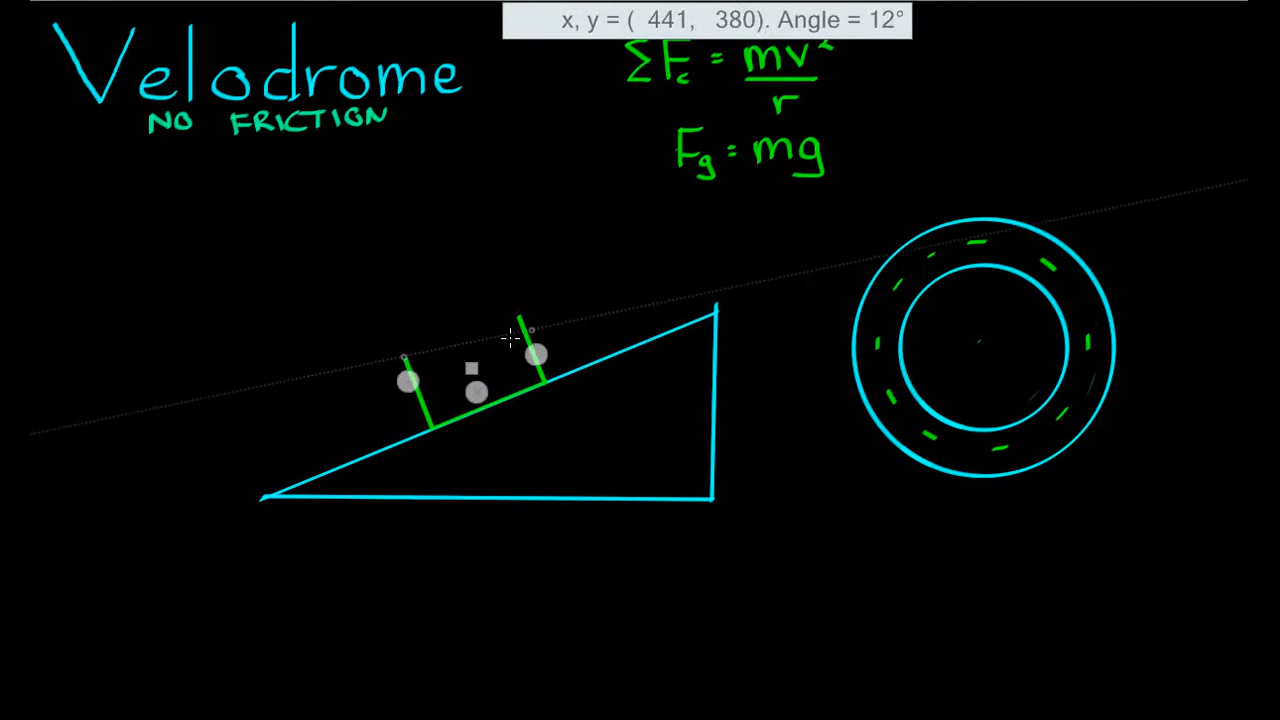 Velodrome
NO FRICTION
x, y = ( 441, 380). Angle = 12°
ΣFc = mv²/r
Fg = mg